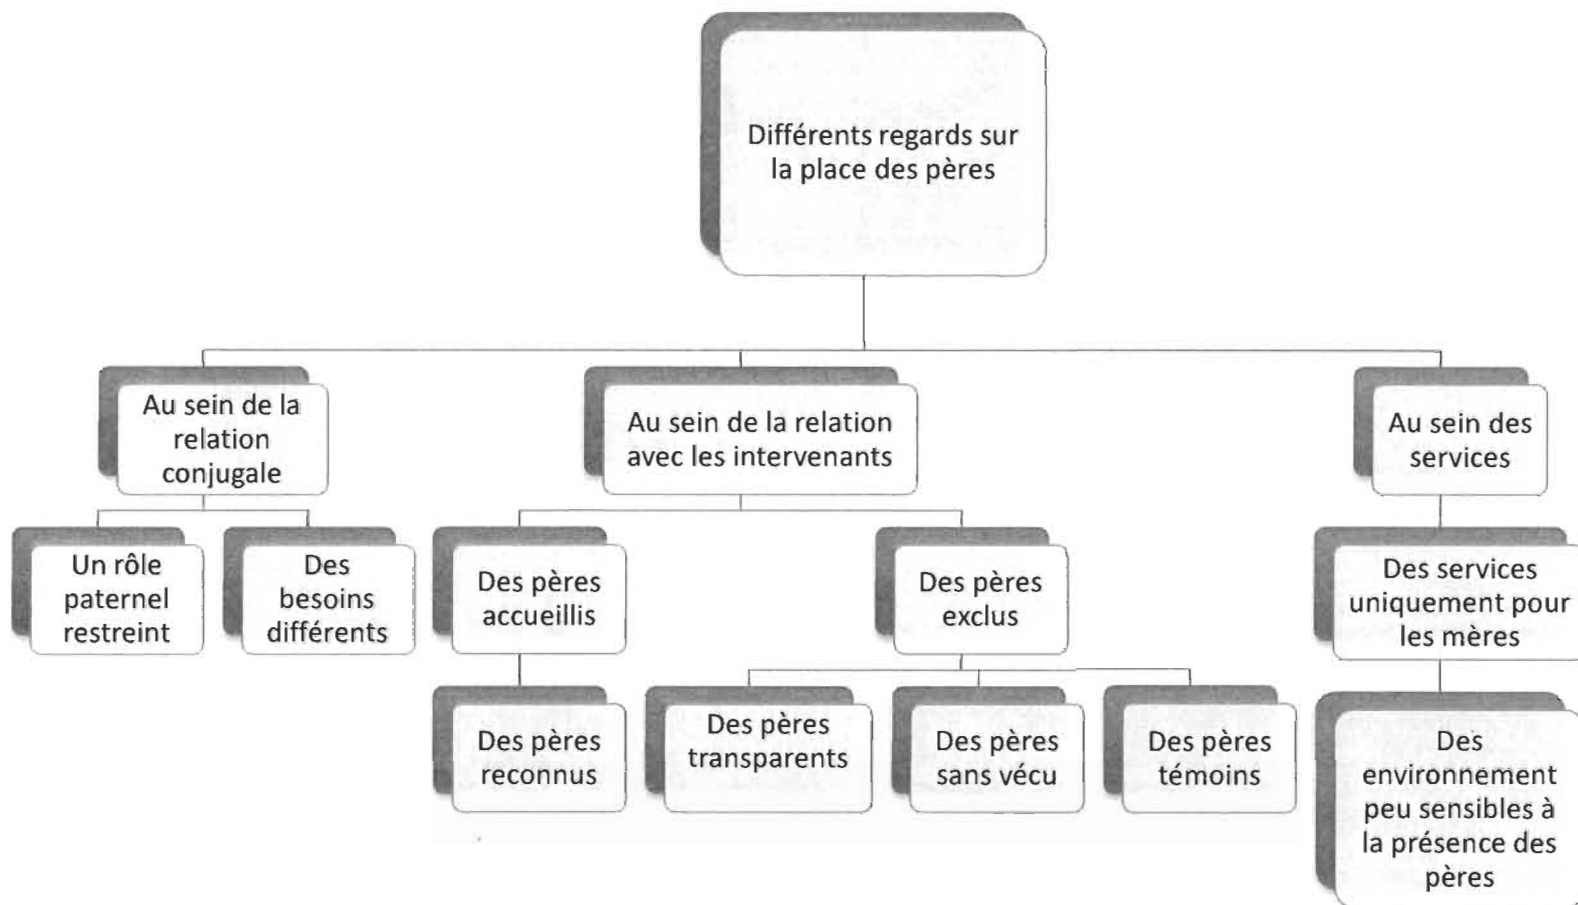 Différents regards sur
la place des pères
Au sein de la
relation
conjugale
Au sein de la relation
avec les intervenants
Au sein des
services
Un rôle
paternel
restreint
Des
besoins
différents
Des pères
accueillis
Des pères
exclus
Des services
uniquement pour
les mères
Des pères
reconnus
Des pères
transparents
Des pères
sans vécu
Des pères
témoins
Des
environnement
peu sensibles à
la présence des
pères